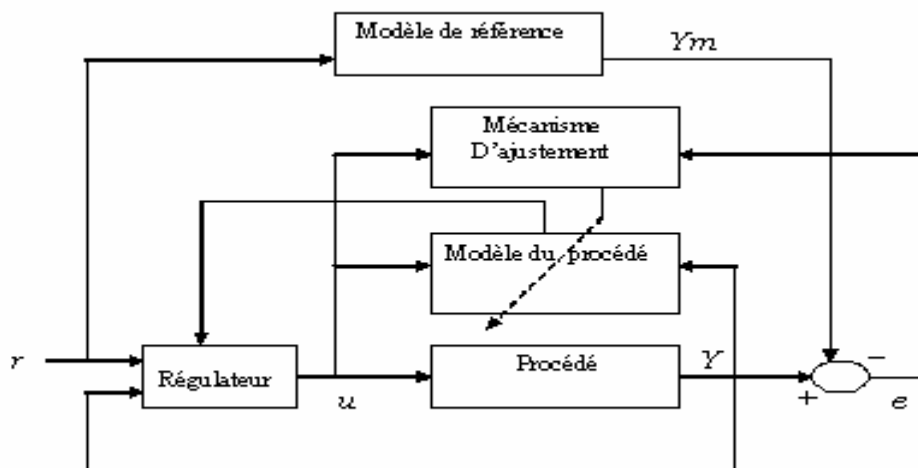 Modèle de référence
Ym
Mécanisme
D'ajustement
Modèle du procédé
r
Régulateur
u
Procédé
Y
+
−
e